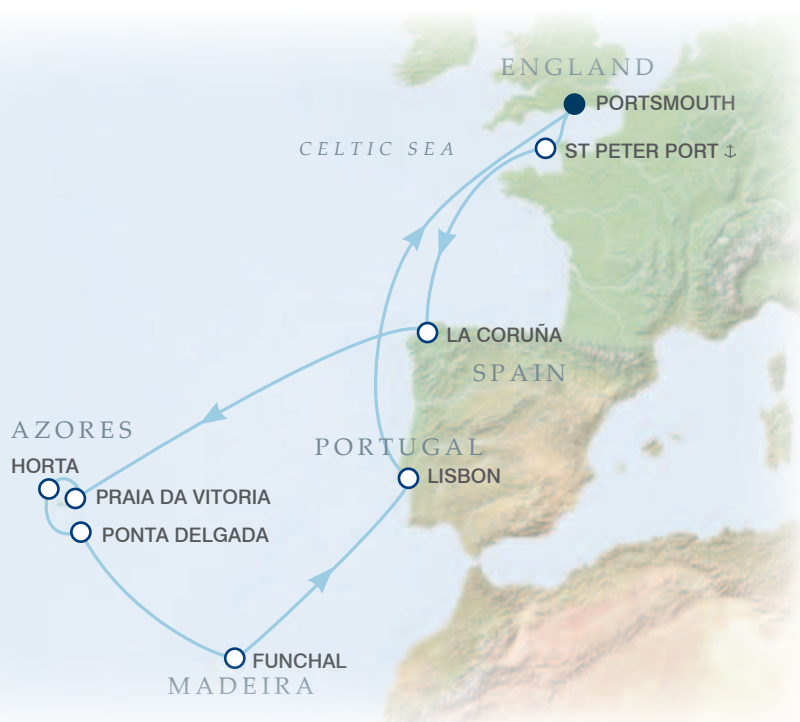 ENGLAND
PORTSMOUTH
CELTIC SEA
ST PETER PORT
LA CORUÑA
SPAIN
AZORES
PORTUGAL
HORTA
LISBON
PRAIA DA VITORIA
PONTA DELGADA
FUNCHAL
MADEIRA